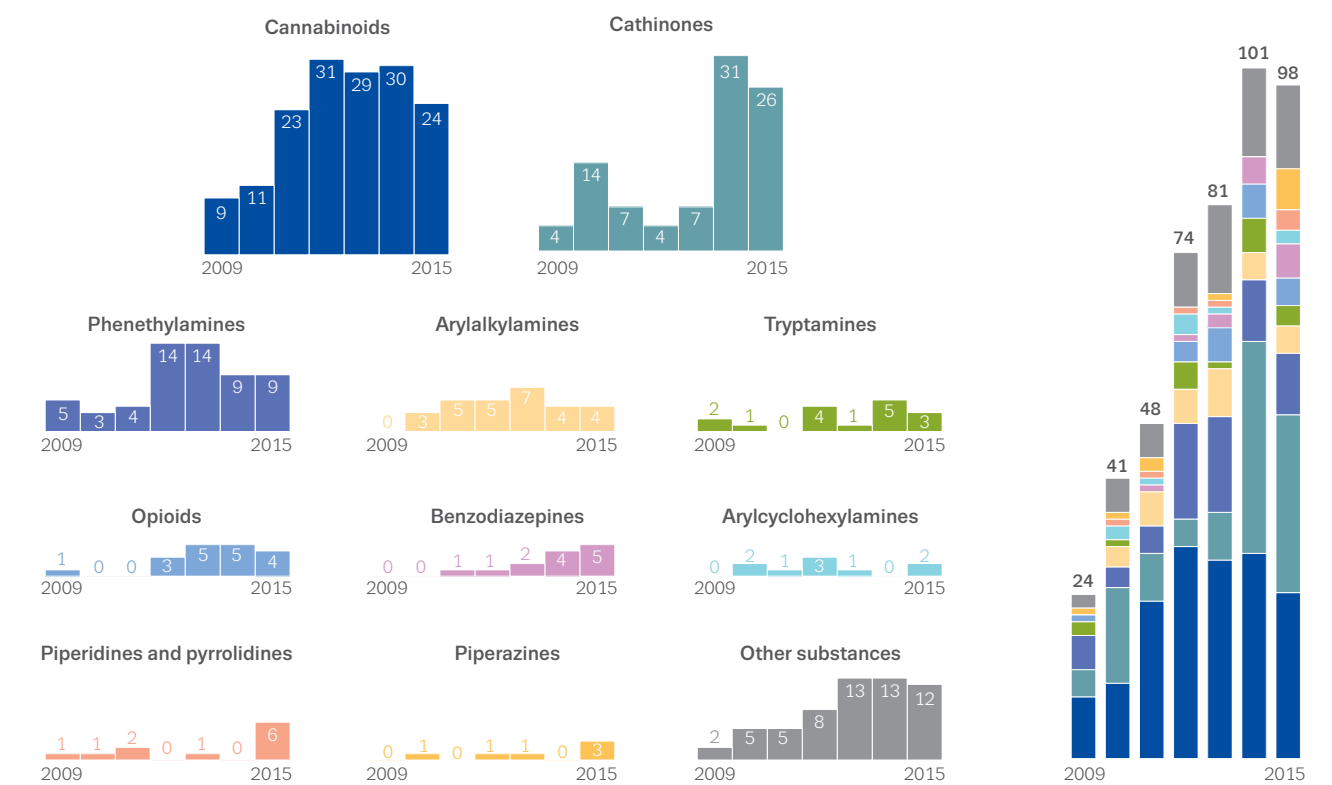 Cannabinoids
9 11 23 31 29 30 24
2009 2015
Cathinones
4 14 7 4 7 31 26
2009 2015
Phenethylamines
5 3 4 14 14 9 9
2009 2015
Arylalkylamines
0 3 5 5 7 4 4
2009 2015
Tryptamines
2 1 0 4 1 5 3
2009 2015
Opioids
1 0 0 3 5 5 4
2009 2015
Benzodiazepines
0 0 1 1 2 4 5
2009 2015
Arylcyclohexylamines
0 2 1 3 1 0 2
2009 2015
Piperidines and pyrrolidines
1 1 2 0 1 0 6
2009 2015
Piperazines
0 1 0 1 1 0 3
2009 2015
Other substances
2 5 5 8 13 13 12
2009 2015
24 41 48 74 81 101 98
2009 2015